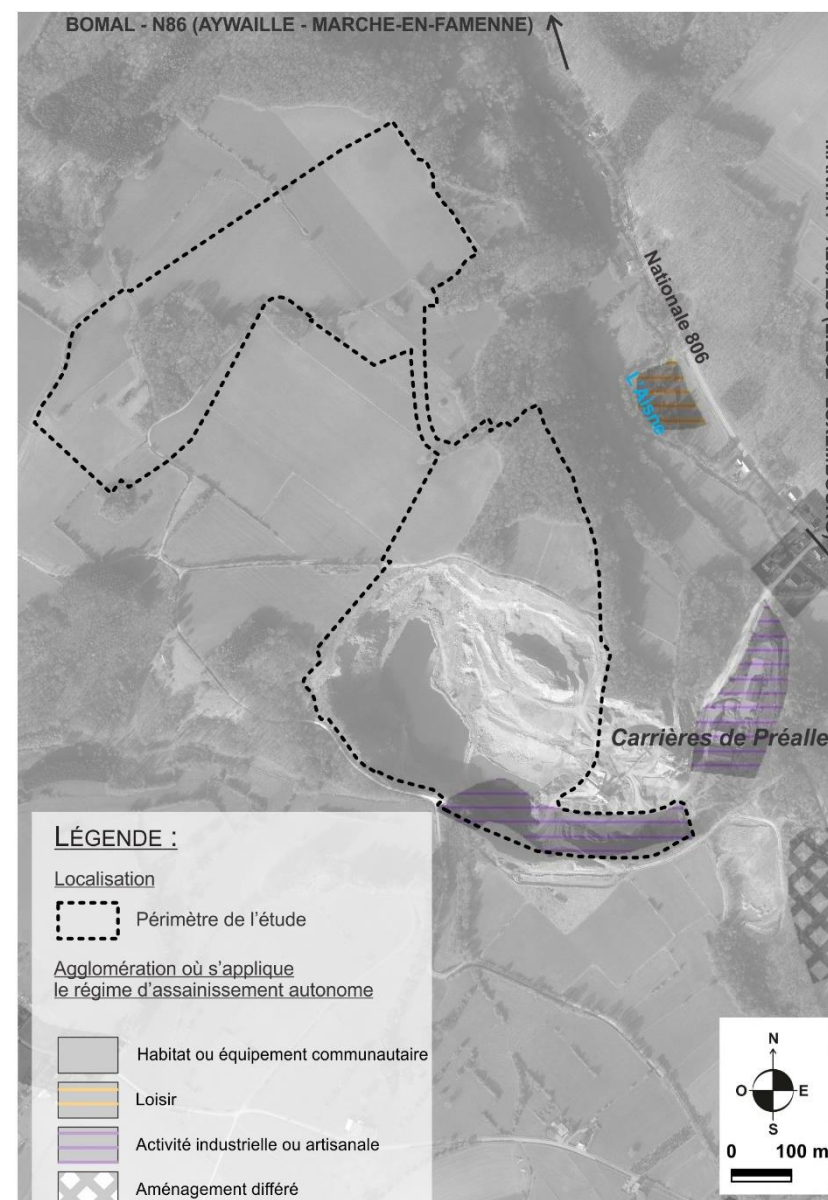 BOMAL - N86 (AYWAILLE - MARCHE-EN-FAMENNE)
Nationale 806
L'Aisne
Carrières de Préalle
LÉGENDE :
Localisation
Périmètre de l'étude
Agglomération où s'applique
le régime d'assainissement autonome
Habitat ou équipement communautaire
Loisir
Activité industrielle ou artisanale
Aménagement différé
N
O E
S
0 100 m